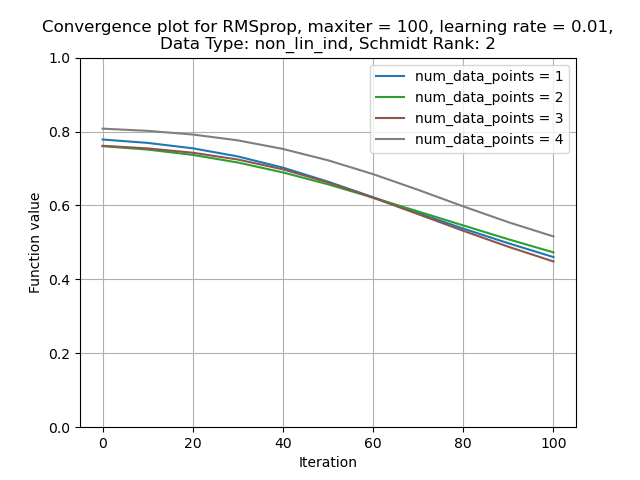 Convergence plot for RMSprop, maxiter = 100, learning rate = 0.01,
Data Type: non_lin_ind, Schmidt Rank: 2
1.0
0.8
0.6
0.4
0.2
0.0
Function value
num_data_points = 1
num_data_points = 2
num_data_points = 3
num_data_points = 4
0 20 40 60 80 100
Iteration